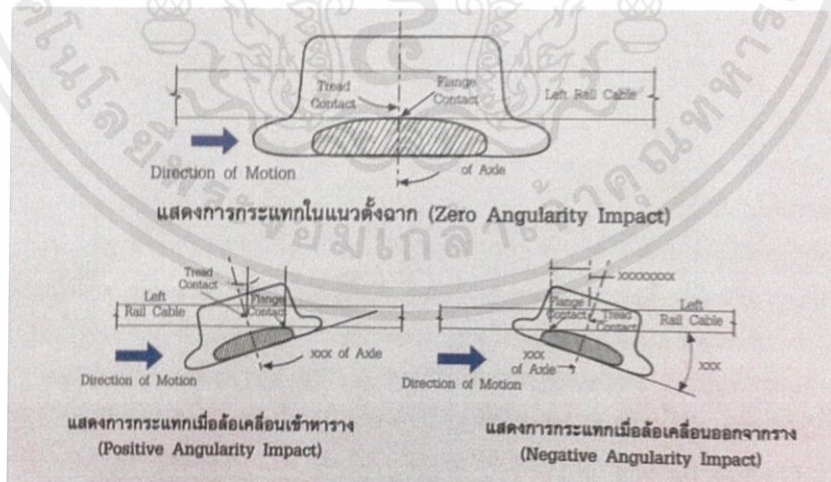 Tread
Contact
Flange
Contact
Left Rail Cable
Direction of Motion
of Axle
แสดงการกระแทกในแนวตั้งฉาก (Zero Angularity Impact)
Tread
Contact
Left
Rail Cable
Flange
Contact
xxx of Axle
Direction of Motion
แสดงการกระแทกเมื่อล้อเคลื่อนเข้าหาราง
(Positive Angularity Impact)
xxxxxxxx
Flange
Contact
Tread
Contact
Left
Rail Cable
xxx
of Axle
xxx
Direction of Motion
แสดงการกระแทกเมื่อล้อเคลื่อนออกจากราง
(Negative Angularity Impact)